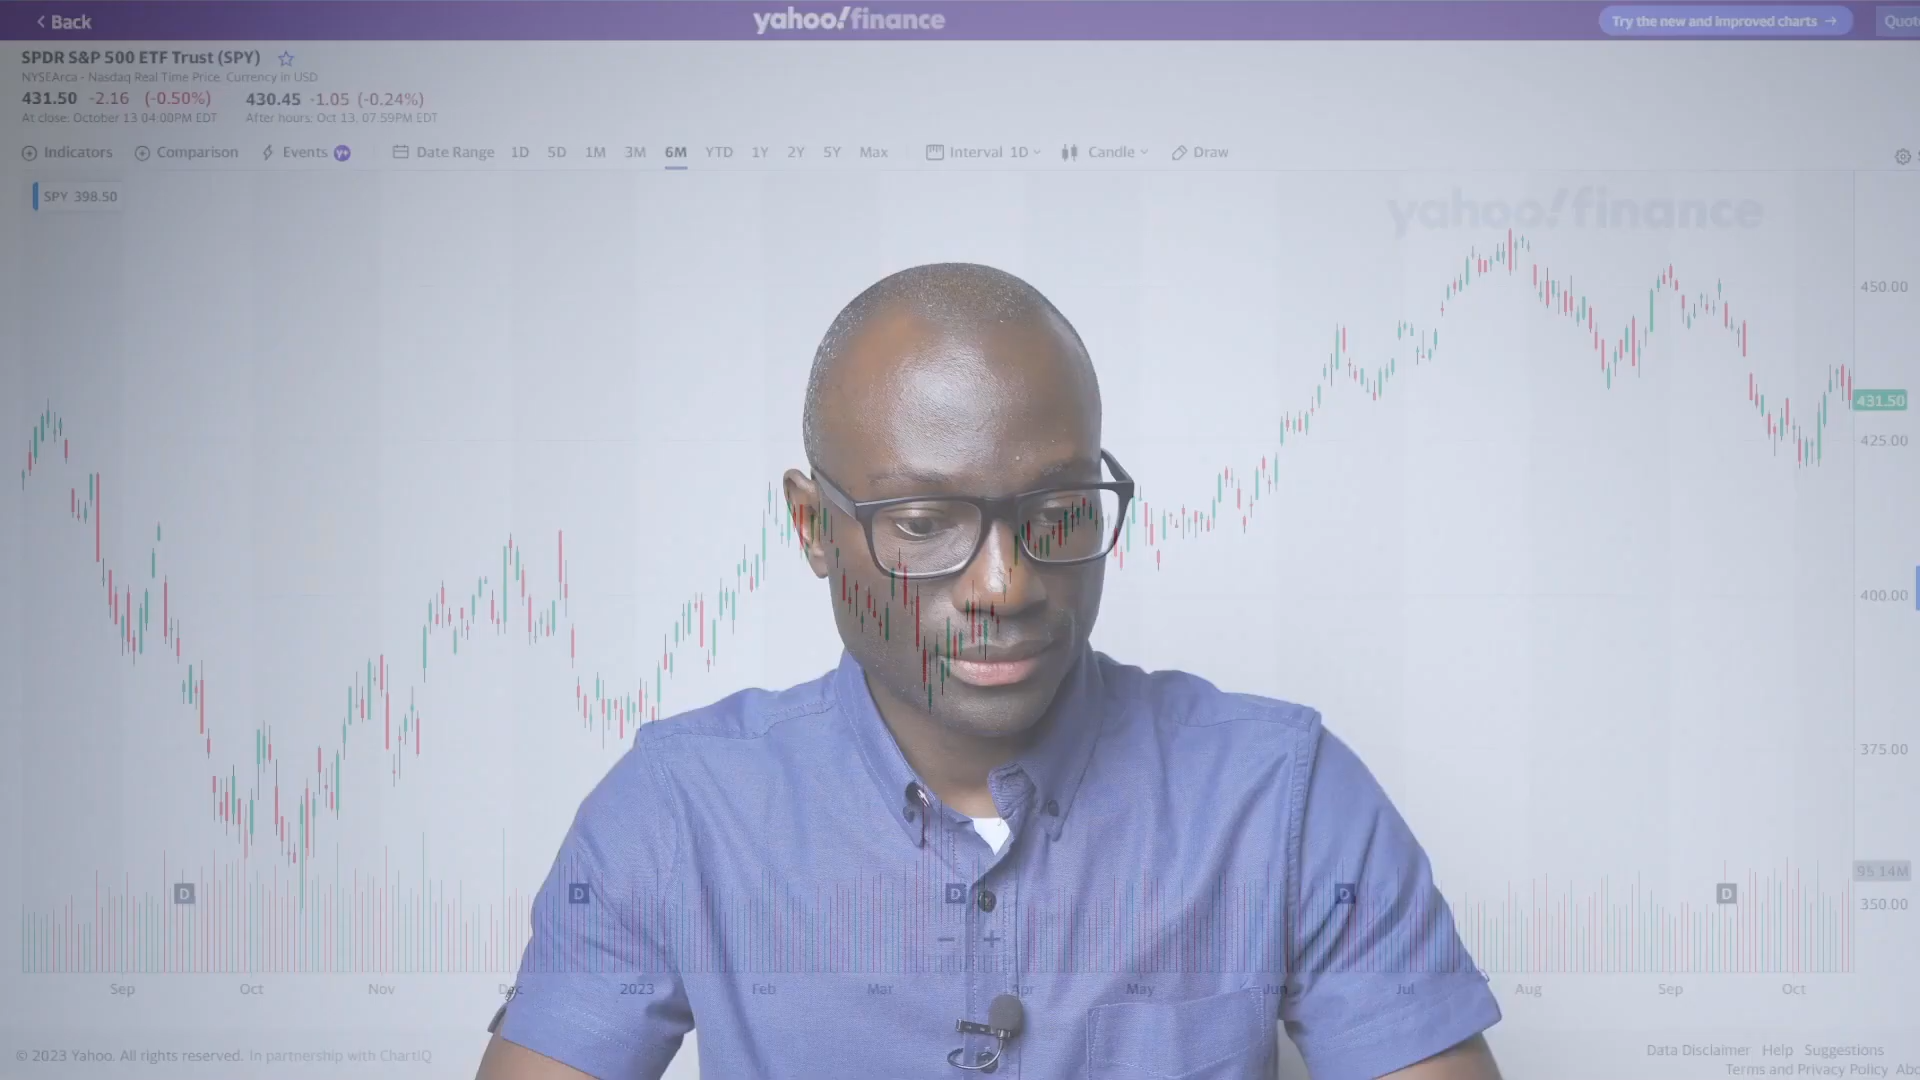 Back
yahoo!finance
Try the new and improved charts →
SPDR S&P 500 ETF Trust (SPY)
NYSEArca - Nasdaq Real Time Price. Currency in USD
431.50 -2.16 (-0.50%) 430.45 -1.05 (-0.24%)
At close: October 13 04:00PM EDT After hours: Oct 13, 07:59PM EDT
Indicators Comparison Events Y+ Date Range 1D 5D 1M 3M 6M YTD 1Y 2Y 5Y Max Interval 1D Candle Draw
SPY 398.50
yahoo!finance
450.00
431.50
425.00
400.00
375.00
95.14M
D D D D D
350.00
Sep Oct Nov Dec 2023 Feb Mar Apr May Jun Jul Aug Sep Oct
© 2023 Yahoo. All rights reserved. In partnership with ChartIQ
Data Disclaimer Help Suggestions
Terms and Privacy Policy